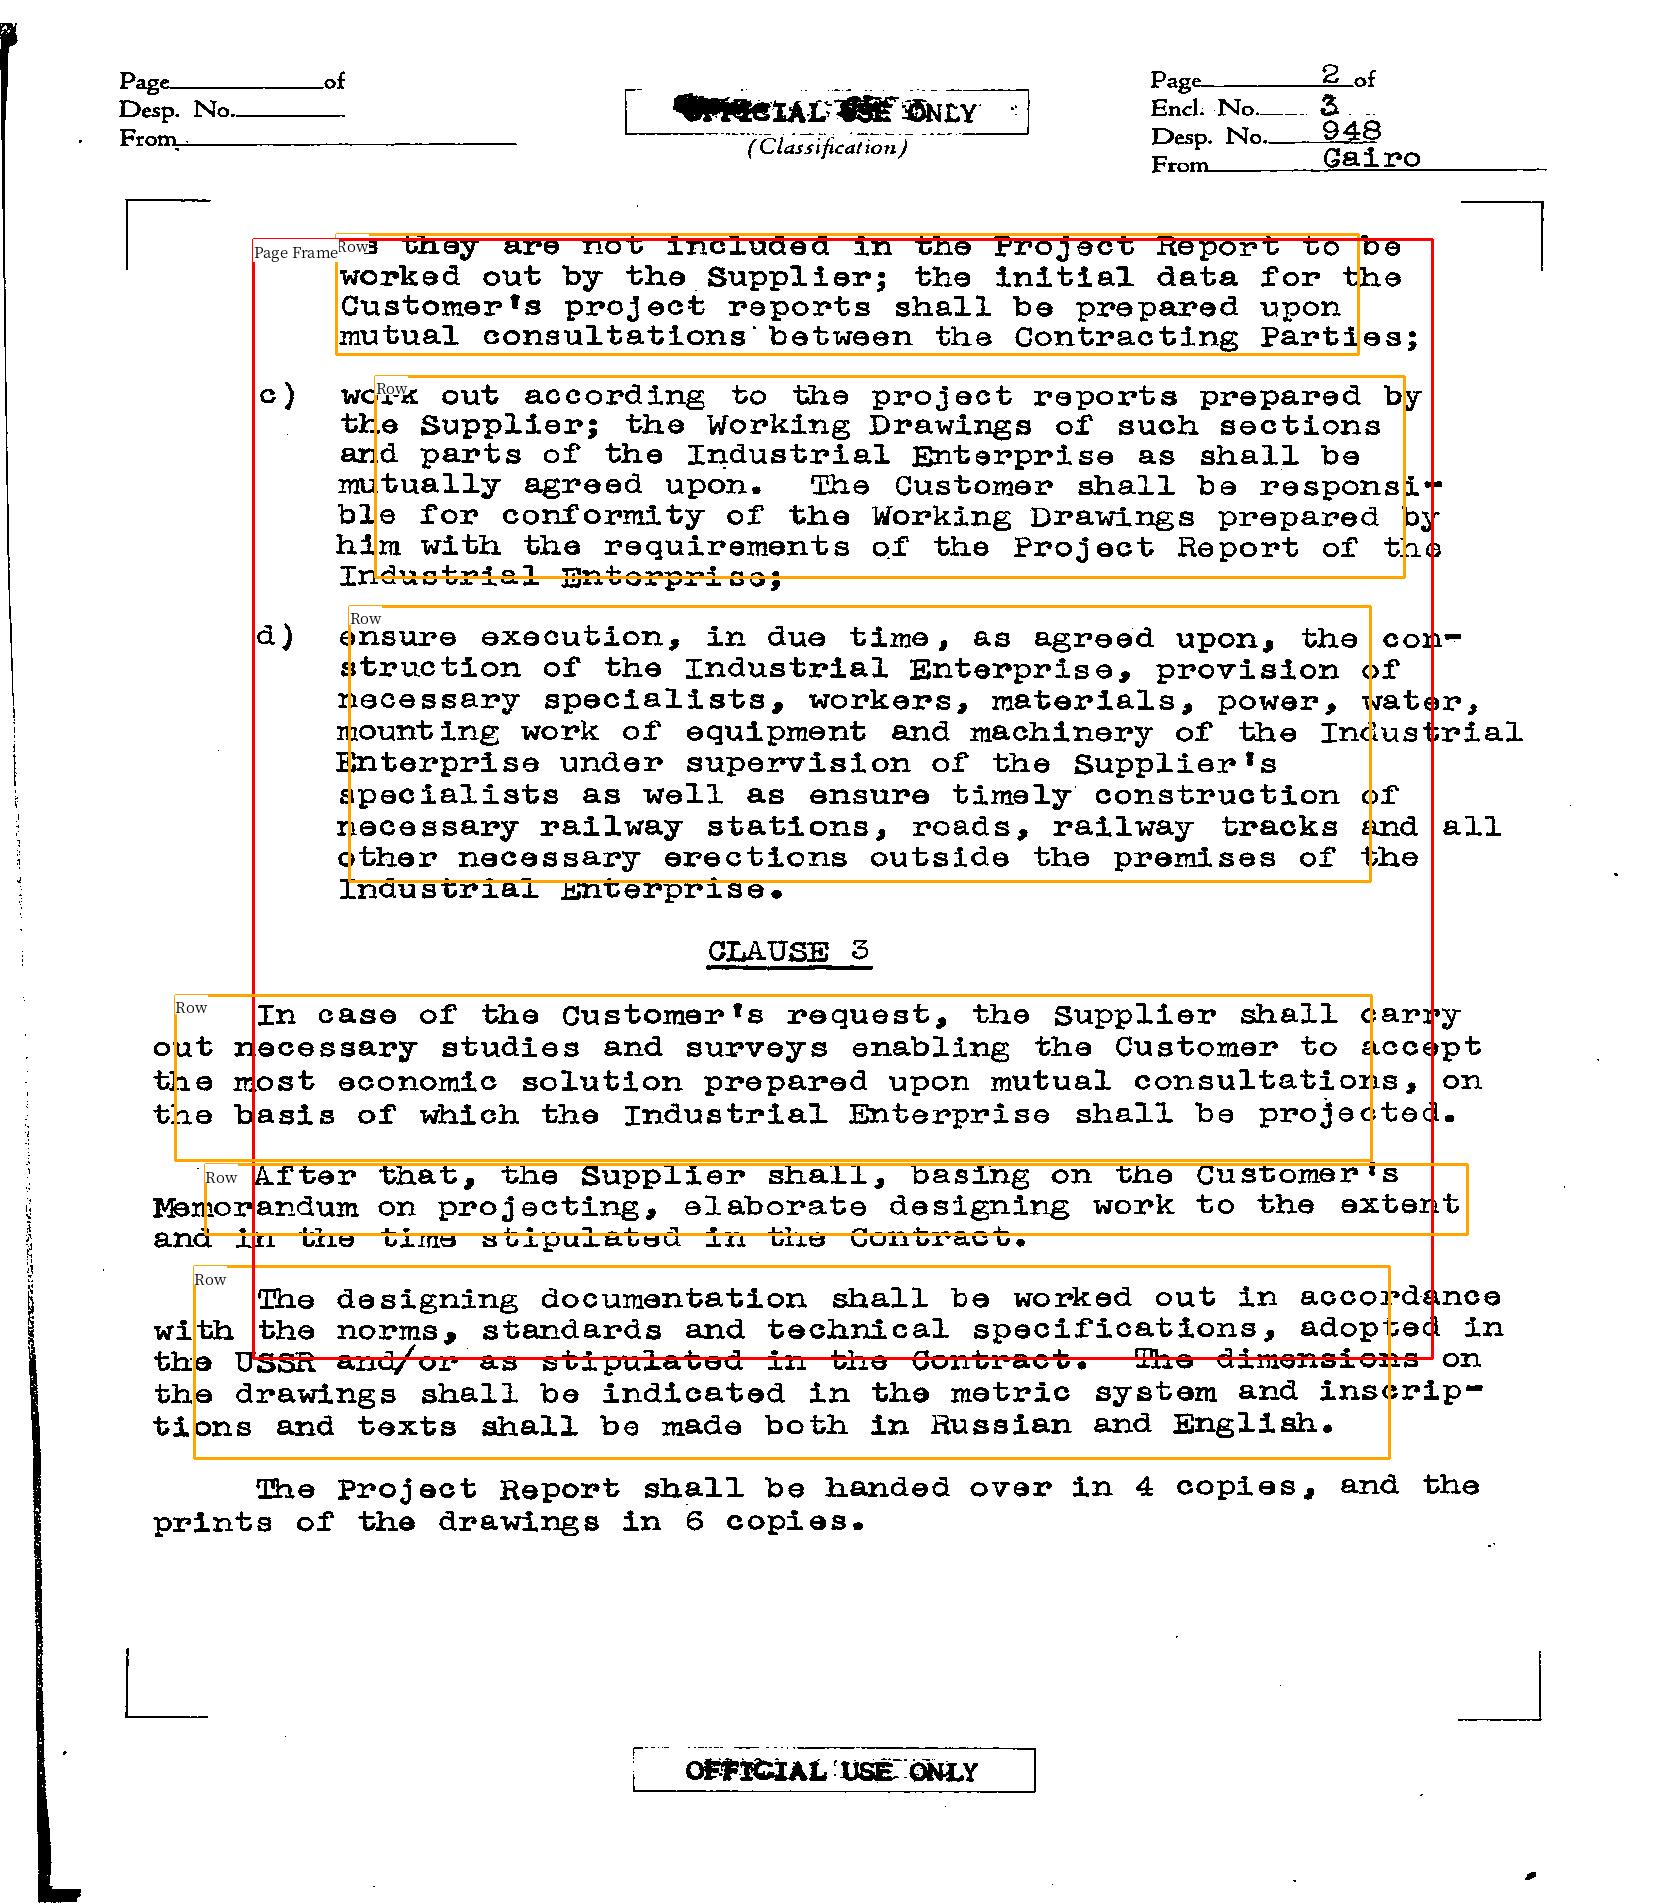 Page of
Desp. No.
From
OFFICIAL USE ONLY
(Classification)
Page 2 of
Encl. No. 3
Desp. No. 948
From Cairo
Page Frame
Row
they are not included in the Project Report to be
worked out by the Supplier; the initial data for the
Customer's project reports shall be prepared upon
mutual consultations between the Contracting Parties;
Row
c) work out according to the project reports prepared by
the Supplier; the Working Drawings of such sections
and parts of the Industrial Enterprise as shall be
mutually agreed upon. The Customer shall be responsi-
ble for conformity of the Working Drawings prepared by
him with the requirements of the Project Report of the
Industrial Enterprise;
Row
d) ensure execution, in due time, as agreed upon, the con-
struction of the Industrial Enterprise, provision of
necessary specialists, workers, materials, power, water,
mounting work of equipment and machinery of the Industrial
Enterprise under supervision of the Supplier's
specialists as well as ensure timely construction of
necessary railway stations, roads, railway tracks and all
other necessary erections outside the premises of the
Industrial Enterprise.
CLAUSE 3
Row
In case of the Customer's request, the Supplier shall carry
out necessary studies and surveys enabling the Customer to accept
the most economic solution prepared upon mutual consultations, on
the basis of which the Industrial Enterprise shall be projected.
Row
After that, the Supplier shall, basing on the Customer's
Memorandum on projecting, elaborate designing work to the extent
and in the time stipulated in the Contract.
Row
The designing documentation shall be worked out in accordance
with the norms, standards and technical specifications, adopted in
the USSR and/or as stipulated in the Contract. The dimensions on
the drawings shall be indicated in the metric system and inscrip-
tions and texts shall be made both in Russian and English.
The Project Report shall be handed over in 4 copies, and the
prints of the drawings in 6 copies.
OFFICIAL USE ONLY